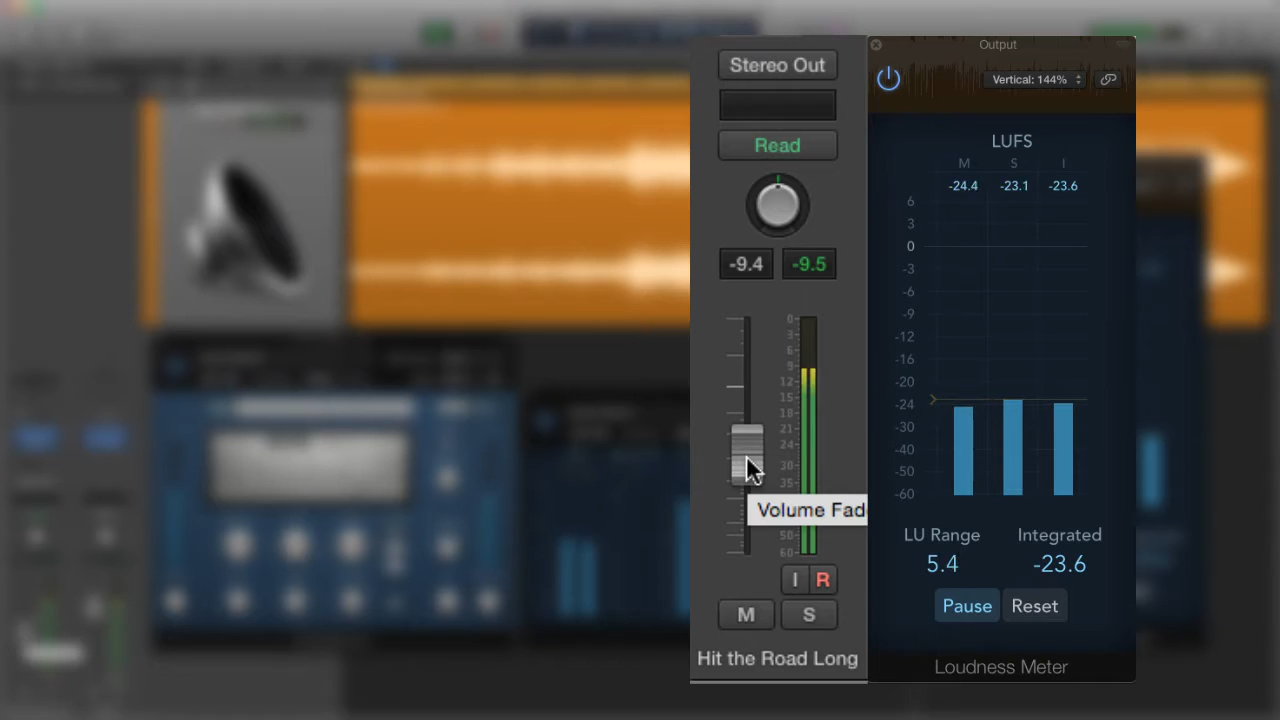 Stereo Out
Read
-9.4 -9.5
0
3
6
9
12
15
18
21
24
30
35
50
60
Volume Fad
I R
M S
Hit the Road Long
Output
Vertical: 144%
LUFS
M S I
-24.4 -23.1 -23.6
6
3
0
-3
-6
-9
-12
-16
-20
-24
-30
-40
-50
-60
LU Range Integrated
5.4 -23.6
Pause Reset
Loudness Meter